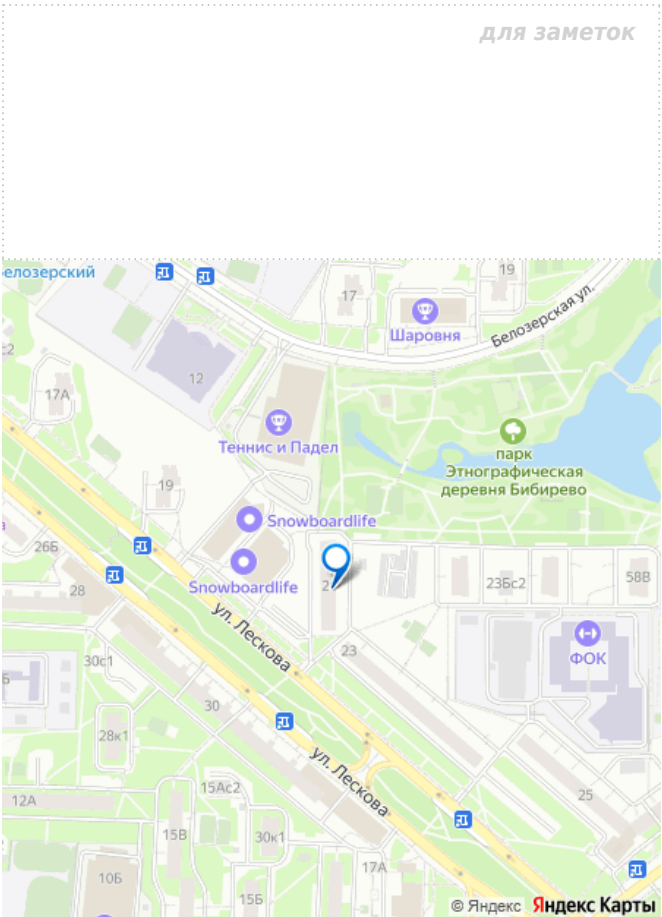 для заметок
елозерский
19
17
Шаровня
Белозерская ул.
с2
12
17А
Теннис и Падел
парк
Этнографическая
деревня Бибирево
19
Snowboardlife
а
26Б
Snowboardlife
28
23Бс2
58В
ул. Лескова
23
ФОК
30с1
30
28к1
ул. Лескова
15Ас2
12А
25
15В
30к1
17А
10Б
15Б
© Яндекс Яндекс Карты